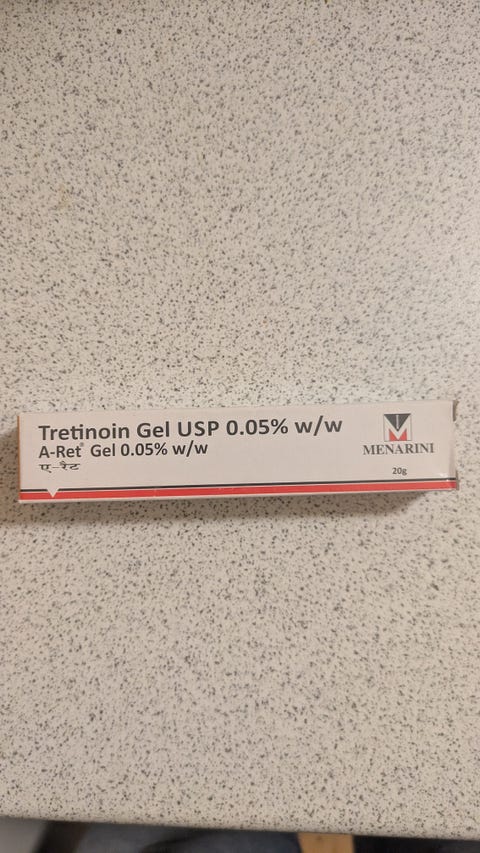 Tretinoin Gel USP 0.05% w/w
A-Ret® Gel 0.05% w/w
ए-रैट
MENARINI
20g